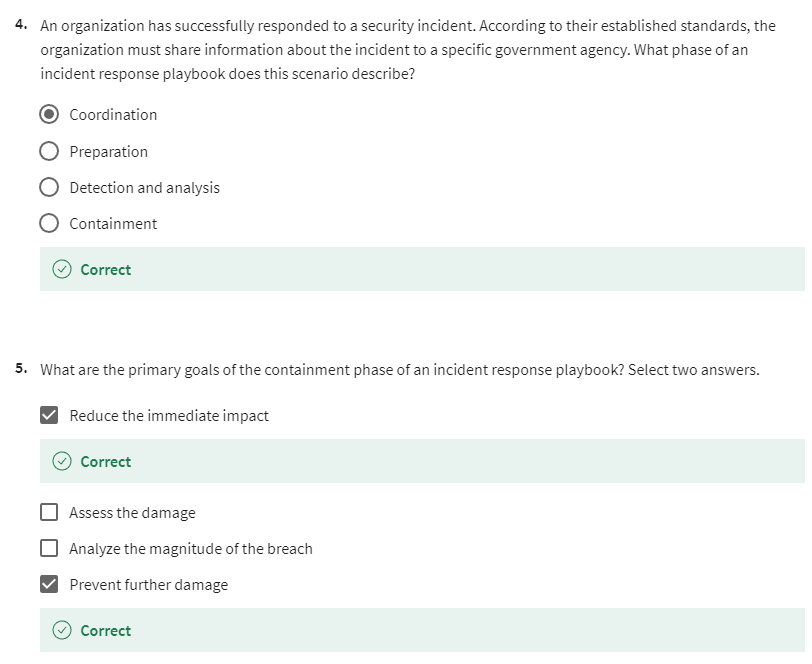 4. An organization has successfully responded to a security incident. According to their established standards, the
organization must share information about the incident to a specific government agency. What phase of an
incident response playbook does this scenario describe?
Coordination
Preparation
Detection and analysis
Containment
Correct
5. What are the primary goals of the containment phase of an incident response playbook? Select two answers.
Reduce the immediate impact
Correct
Assess the damage
Analyze the magnitude of the breach
Prevent further damage
Correct